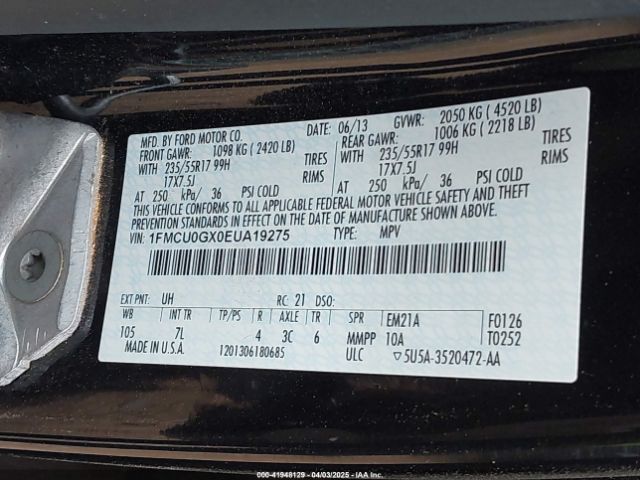 MFD. BY FORD MOTOR CO.
DATE: 06/13 GVWR: 2050 KG ( 4520 LB)
FRONT GAWR: 1098 KG ( 2420 LB) REAR GAWR: 1006 KG ( 2218 LB)
WITH 235/55R17 99H TIRES WITH 235/55R17 99H TIRES
17X7.5J RIMS 17X7.5J RIMS
AT 250 kPa/ 36 PSI COLD AT 250 kPa/ 36 PSI COLD
THIS VEHICLE CONFORMS TO ALL APPLICABLE FEDERAL MOTOR VEHICLE SAFETY AND THEFT
PREVENTION STANDARDS IN EFFECT ON THE DATE OF MANUFACTURE SHOWN ABOVE.
VIN: 1FMCU0GX0EUA19275 TYPE: MPV
EXT PNT: UH RC: 21 DSO:
WB INT TR TP/PS R AXLE TR SPR EM21A F0126
105 7L 4 3C 6 MMPP 10A T0252
MADE IN U.S.A. 1201306180685 ULC 5U5A-3520472-AA
000-41948129 - 04/03/2025 - IAA Inc.